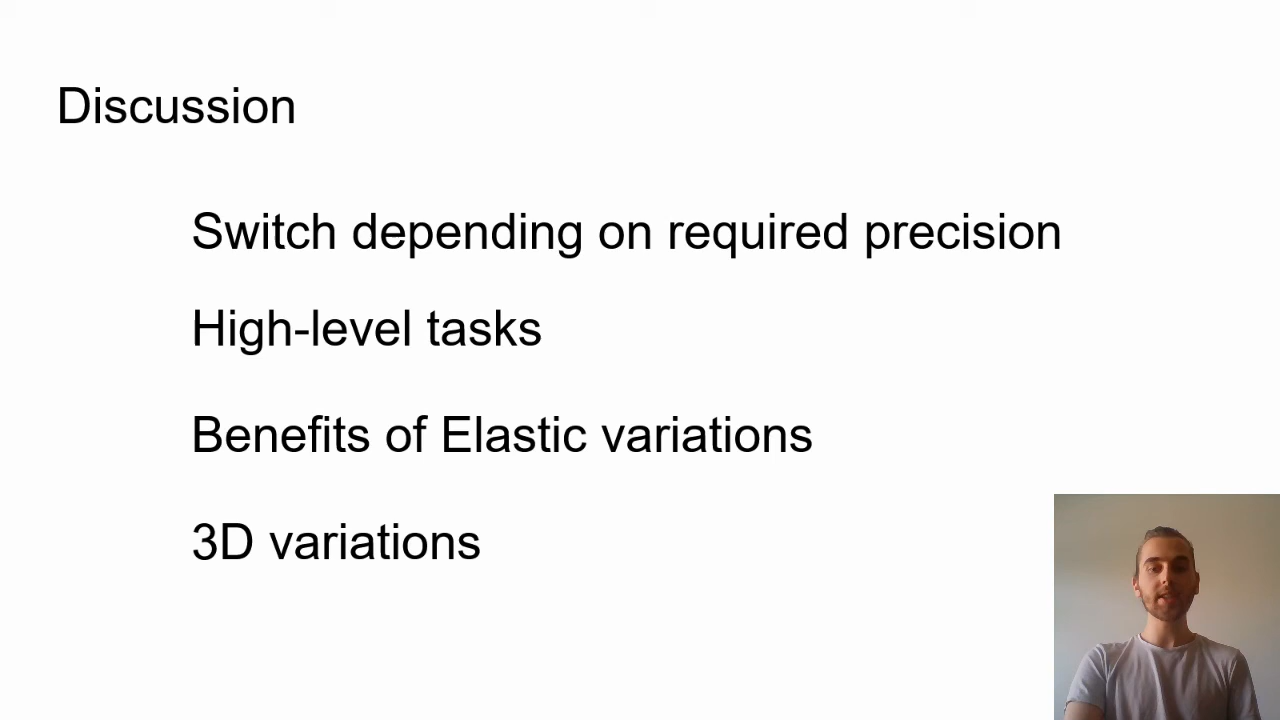 Discussion
Switch depending on required precision
High-level tasks
Benefits of Elastic variations
3D variations